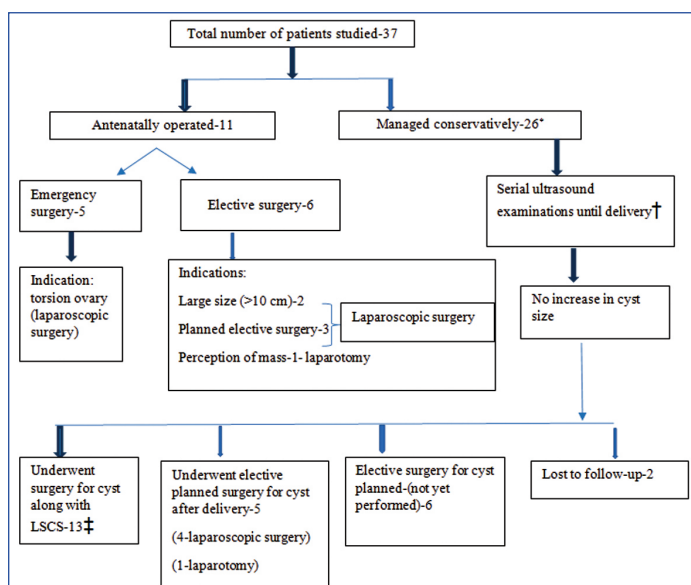 Total number of patients studied-37
Antenatally operated-11
Managed conservatively-26*
Emergency
surgery-5
Elective surgery-6
Serial ultrasound
examinations until delivery†
Indication:
torsion ovary
(laparoscopic
surgery)
Indications:
Large size (>10 cm)-2
Planned elective surgery-3
Perception of mass-1- laparotomy
Laparoscopic surgery
No increase in cyst
size
Underwent
surgery for cyst
along with
LSCS-13‡
Underwent elective
planned surgery for cyst
after delivery-5
(4-laparoscopic surgery)
(1-laparotomy)
Elective surgery for cyst
planned-(not yet
performed)-6
Lost to follow-up-2